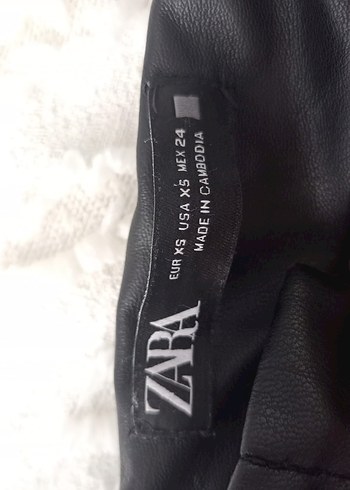 ZARA
EUR XS USA XS MEX 24
MADE IN CAMBODIA